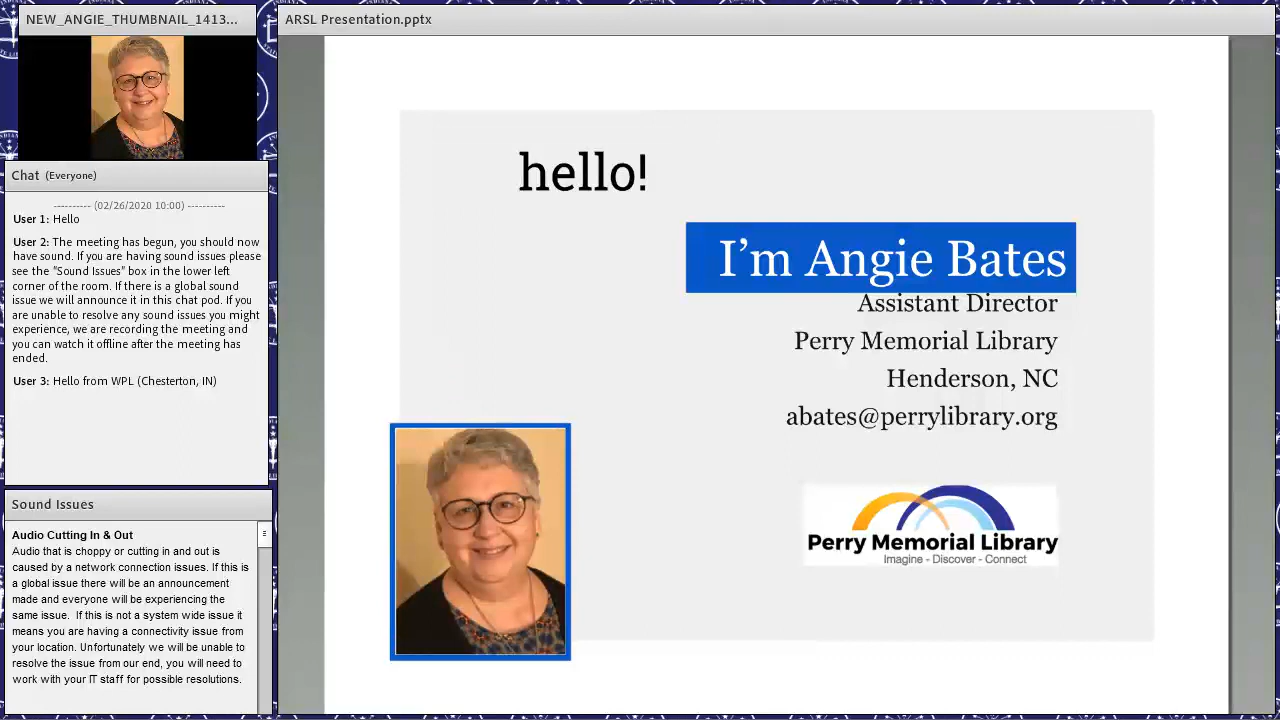 NEW_ANGIE_THUMBNAIL_1413...
ARSL Presentation.pptx
Chat (Everyone)
---------- (02/26/2020 10:00) ----------
User 1: Hello
User 2: The meeting has begun, you should now
have sound. If you are having sound issues please
see the "Sound Issues" box in the lower left
corner of the room. If there is a global sound
issue we will announce it in this chat pod. If you
are unable to resolve any sound issues you might
experience, we are recording the meeting and
you can watch it offline after the meeting has
ended.
User 3: Hello from WPL (Chesterton, IN)
Sound Issues
Audio Cutting In & Out
Audio that is choppy or cutting in and out is
caused by a network connection issue. If this is
a global issue there will be an announcement
made and everyone will be experiencing the
same issue.  If this is not a system wide issue it
means you are having a connectivity issue from
your location. Unfortunately we will be unable to
resolve the issue from our end, you will need to
work with your IT staff for possible resolutions.
hello!
I’m Angie Bates
Assistant Director
Perry Memorial Library
Henderson, NC
abates@perrylibrary.org
Perry Memorial Library
Imagine - Discover - Connect